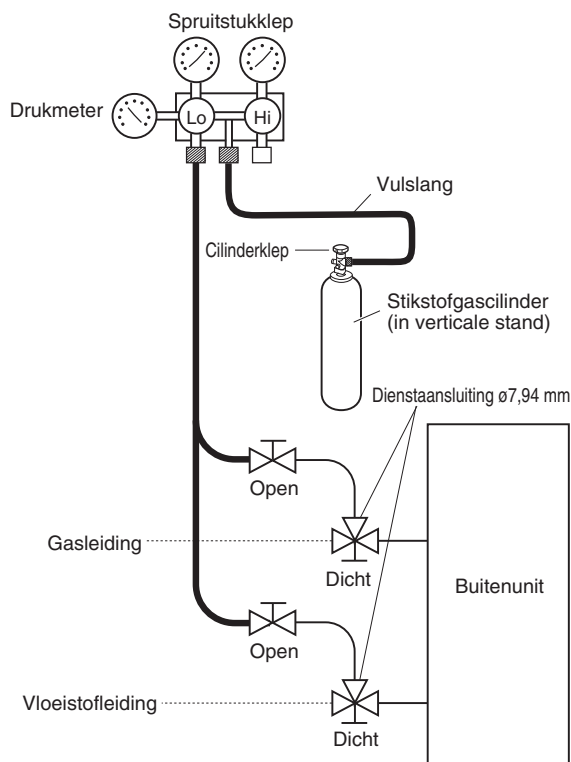 Spruitstukklep
Drukmeter
Lo
Hi
Vulslang
Cilinderklep
Stikstofgascilinder
(in verticale stand)
Dienstaansluiting ø7,94 mm
Open
Gasleiding
Dicht
Buitenunit
Open
Vloeistofleiding
Dicht